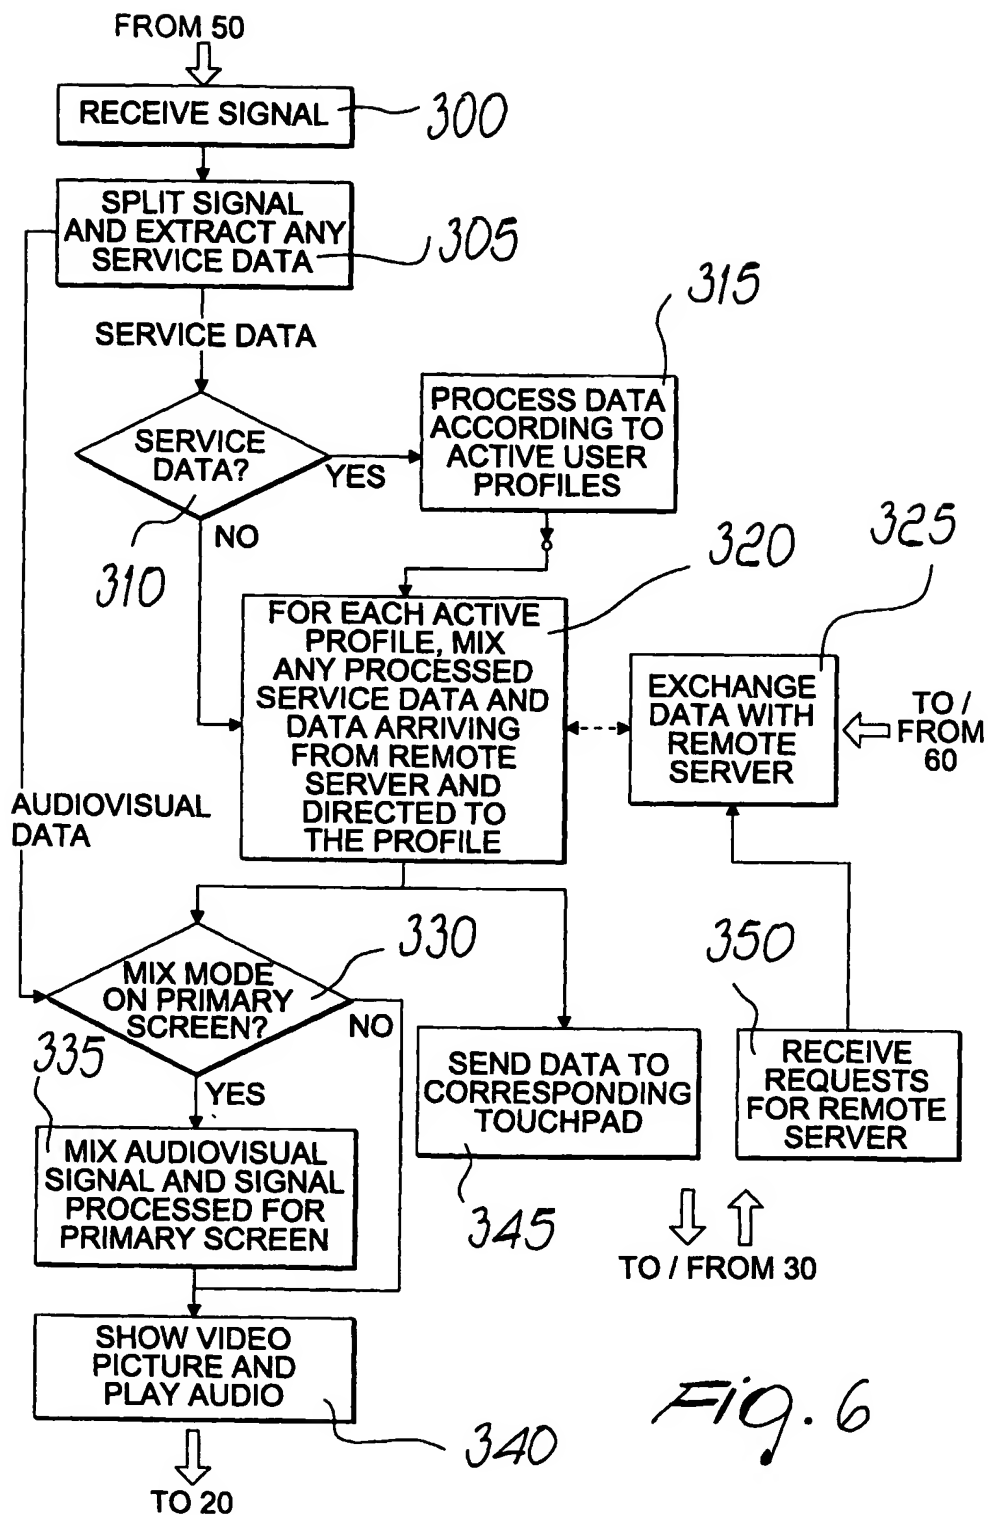 FROM 50
RECEIVE SIGNAL
300
SPLIT SIGNAL
AND EXTRACT ANY
SERVICE DATA
305
SERVICE DATA
315
PROCESS DATA
ACCORDING TO
ACTIVE USER
PROFILES
SERVICE
DATA?
YES
NO
310
320
325
FOR EACH ACTIVE
PROFILE, MIX
ANY PROCESSED
SERVICE DATA AND
DATA ARRIVING
FROM REMOTE
SERVER AND
DIRECTED TO
THE PROFILE
EXCHANGE
DATA WITH
REMOTE
SERVER
TO /
FROM
60
AUDIOVISUAL
DATA
330
350
MIX MODE
ON PRIMARY
SCREEN?
NO
YES
335
SEND DATA TO
CORRESPONDING
TOUCHPAD
345
RECEIVE
REQUESTS
FOR REMOTE
SERVER
TO / FROM 30
MIX AUDIOVISUAL
SIGNAL AND SIGNAL
PROCESSED FOR
PRIMARY SCREEN
SHOW VIDEO
PICTURE AND
PLAY AUDIO
340
TO 20
Fig. 6